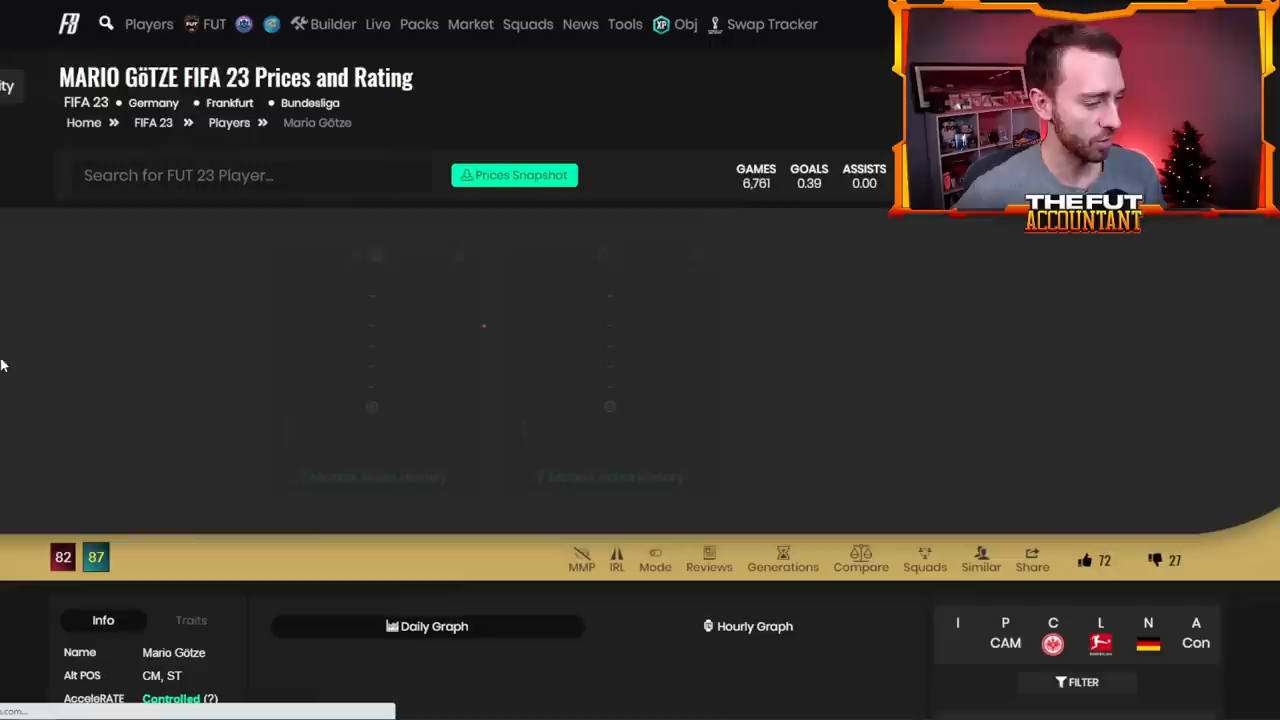 F8 Players FUT Builder Live Packs Market Squads News Tools XP Obj Swap Tracker
ty
MARIO GöTZE FIFA 23 Prices and Rating
FIFA 23 • Germany • Frankfurt • Bundesliga
Home » FIFA 23 » Players » Mario Götze
Search for FUT 23 Player...
Prices Snapshot
GAMES GOALS ASSISTS
6,761 0.39 0.00
THE FUT
ACCOUNTANT
82 87
MMP IRL Mode Reviews Generations Compare Squads Similar Share 72 27
Info Traits
Daily Graph
Hourly Graph
I P C L N A
CAM Con
Name Mario Götze
Alt POS CM, ST
AcceleRATE Controlled (?)
FILTER
s.com...